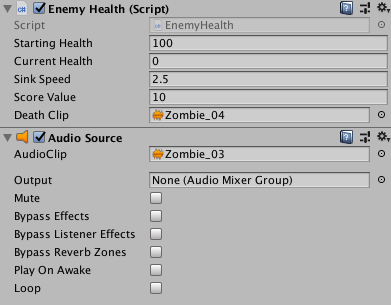 Enemy Health (Script)
Script EnemyHealth
Starting Health 100
Current Health 0
Sink Speed 2.5
Score Value 10
Death Clip Zombie_04
Audio Source
AudioClip Zombie_03
Output None (Audio Mixer Group)
Mute
Bypass Effects
Bypass Listener Effects
Bypass Reverb Zones
Play On Awake
Loop